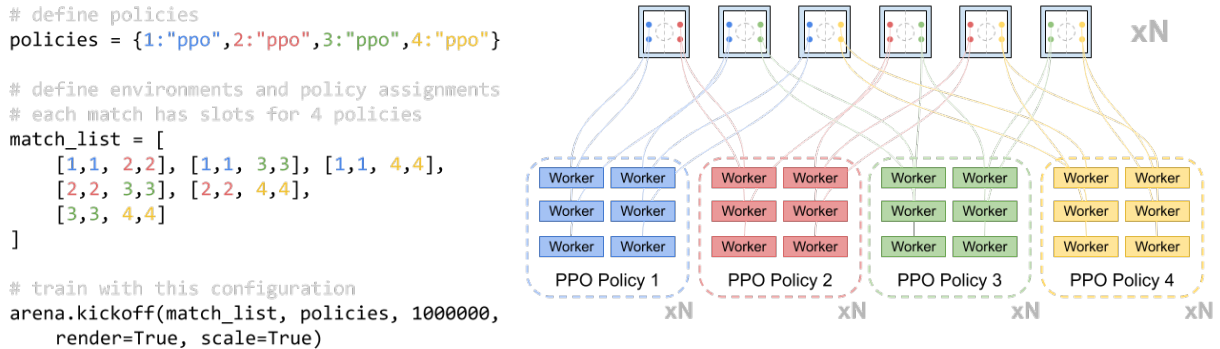 # define policies
policies = {1:"ppo",2:"ppo",3:"ppo",4:"ppo"}
# define environments and policy assignments
# each match has slots for 4 policies
match_list = [
    [1,1, 2,2], [1,1, 3,3], [1,1, 4,4],
    [2,2, 3,3], [2,2, 4,4],
    [3,3, 4,4]
]
# train with this configuration
arena.kickoff(match_list, policies, 1000000,
    render=True, scale=True)
xN
Worker Worker Worker Worker Worker Worker Worker Worker
Worker Worker Worker Worker Worker Worker Worker Worker
Worker Worker Worker Worker Worker Worker Worker Worker
PPO Policy 1 PPO Policy 2 PPO Policy 3 PPO Policy 4
xN xN xN xN